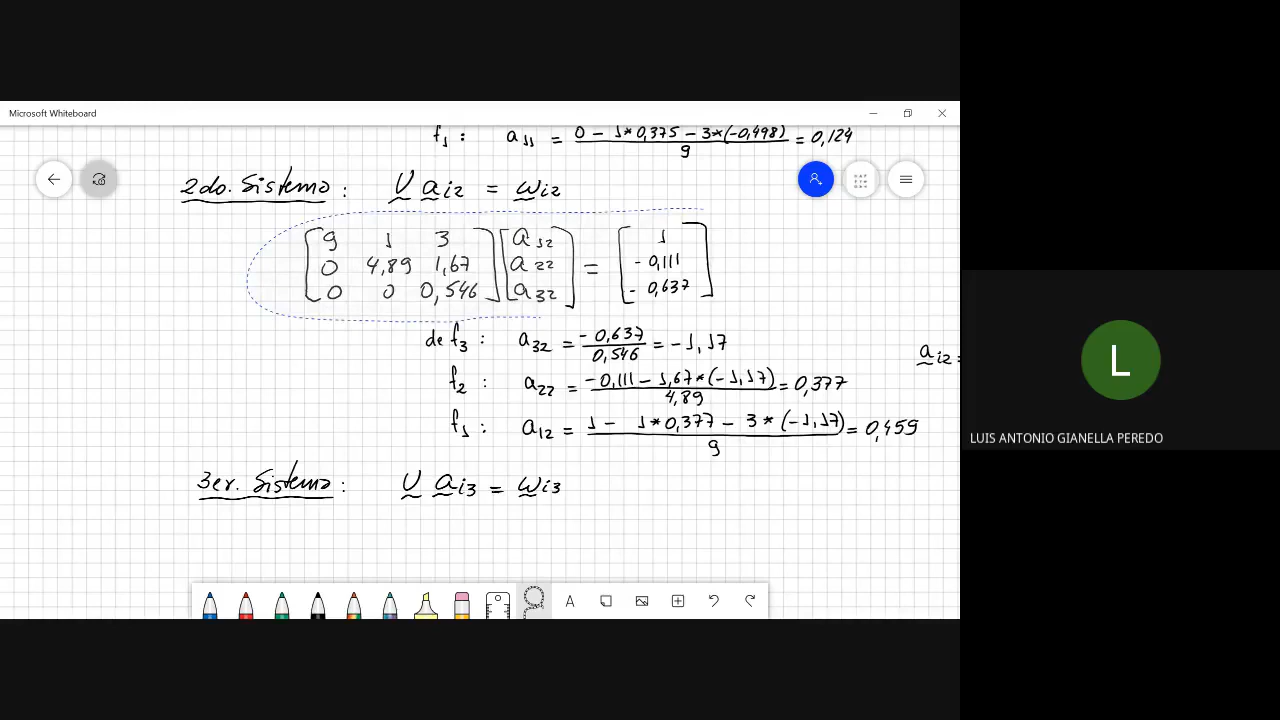 Microsoft Whiteboard
f₁ : a₁₁ = (0 - 1*0,375 - 3*(-0,498)) / 9 = 0,124
2do. Sistema : U aᵢ₂ = wᵢ₂
[9 1 3] [a₁₂] = [1]
[0 4,89 1,67] [a₂₂] = [-0,111]
[0 0 0,546] [a₃₂] = [-0,637]
de f₃ : a₃₂ = -0,637 / 0,546 = -1,17
aᵢ₂ =
f₂ : a₂₂ = (-0,111 - 1,67*(-1,17)) / 4,89 = 0,377
f₁ : a₁₂ = (1 - 1*0,377 - 3*(-1,17)) / 9 = 0,459
3er. Sistema : U aᵢ₃ = wᵢ₃
A
L
LUIS ANTONIO GIANELLA PEREDO